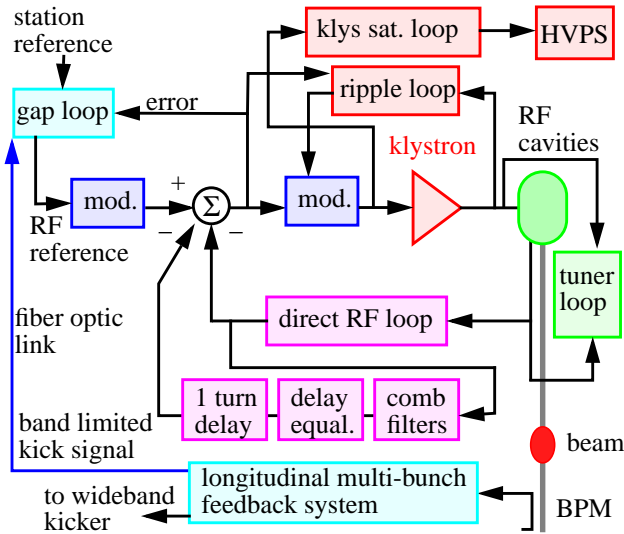 station
reference
klys sat. loop
HVPS
gap loop
error
ripple loop
RF
cavities
klystron
mod.
+
Σ
mod.
−
−
RF
reference
tuner
loop
fiber optic
link
direct RF loop
1 turn
delay
delay
equal.
comb
filters
band limited
kick signal
beam
longitudinal multi-bunch
feedback system
to wideband
kicker
BPM